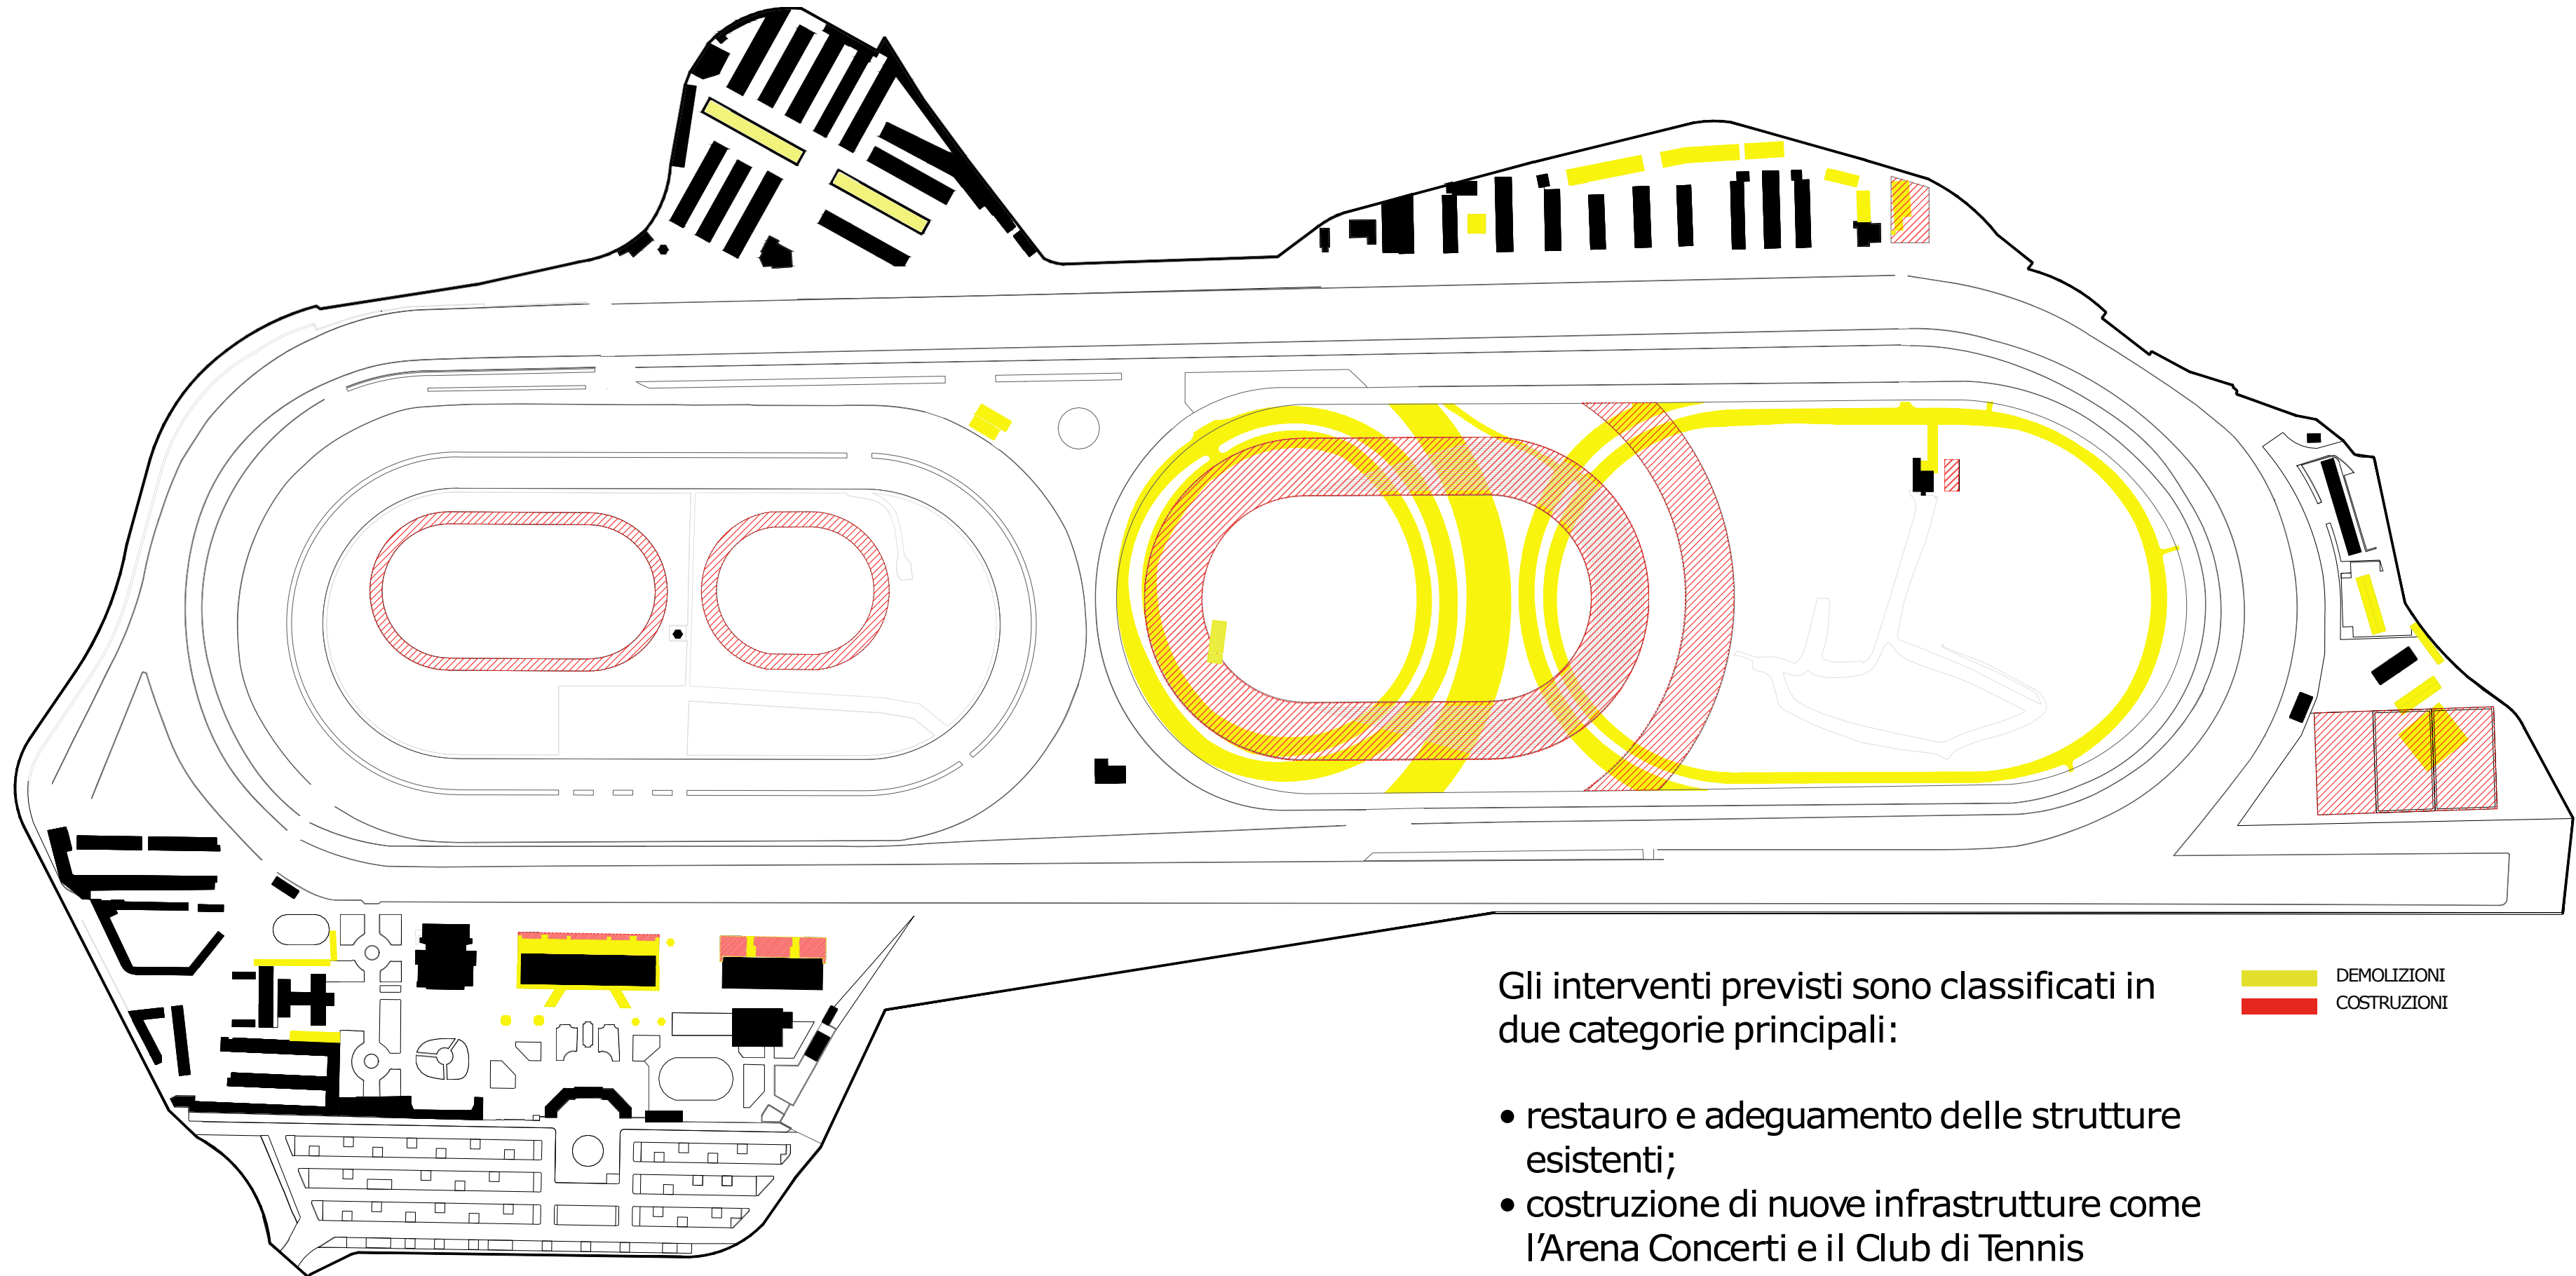 Gli interventi previsti sono classificati in
due categorie principali:
• restauro e adeguamento delle strutture
esistenti;
• costruzione di nuove infrastrutture come
l’Arena Concerti e il Club di Tennis
DEMOLIZIONI
COSTRUZIONI